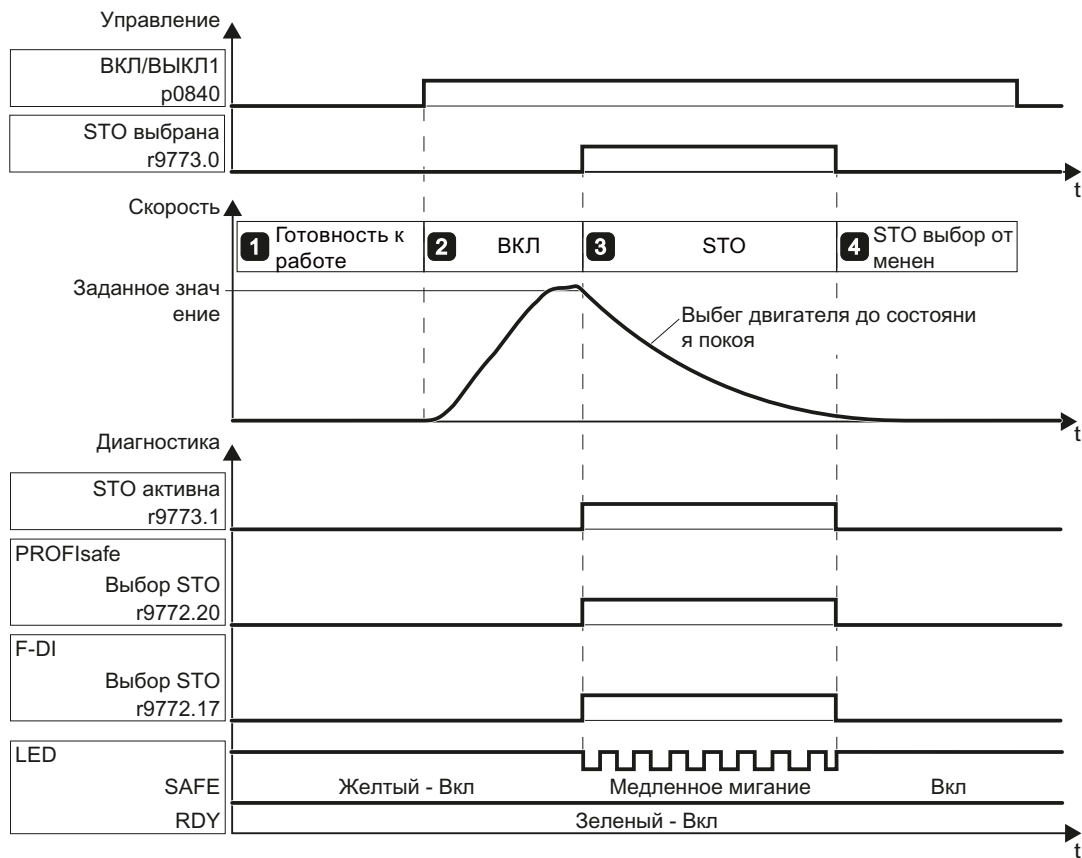 Управление
ВКЛ/ВЫКЛ1
p0840
STO выбрана
r9773.0
t
Скорость
1 Готовность к
работе
2 ВКЛ
3 STO
4 STO выбор от
менен
Заданное знач
ение
Выбег двигателя до состояни
я покоя
t
Диагностика
STO активна
r9773.1
PROFIsafe
Выбор STO
r9772.20
F-DI
Выбор STO
r9772.17
LED
SAFE Желтый - Вкл Медленное мигание Вкл
RDY Зеленый - Вкл
t